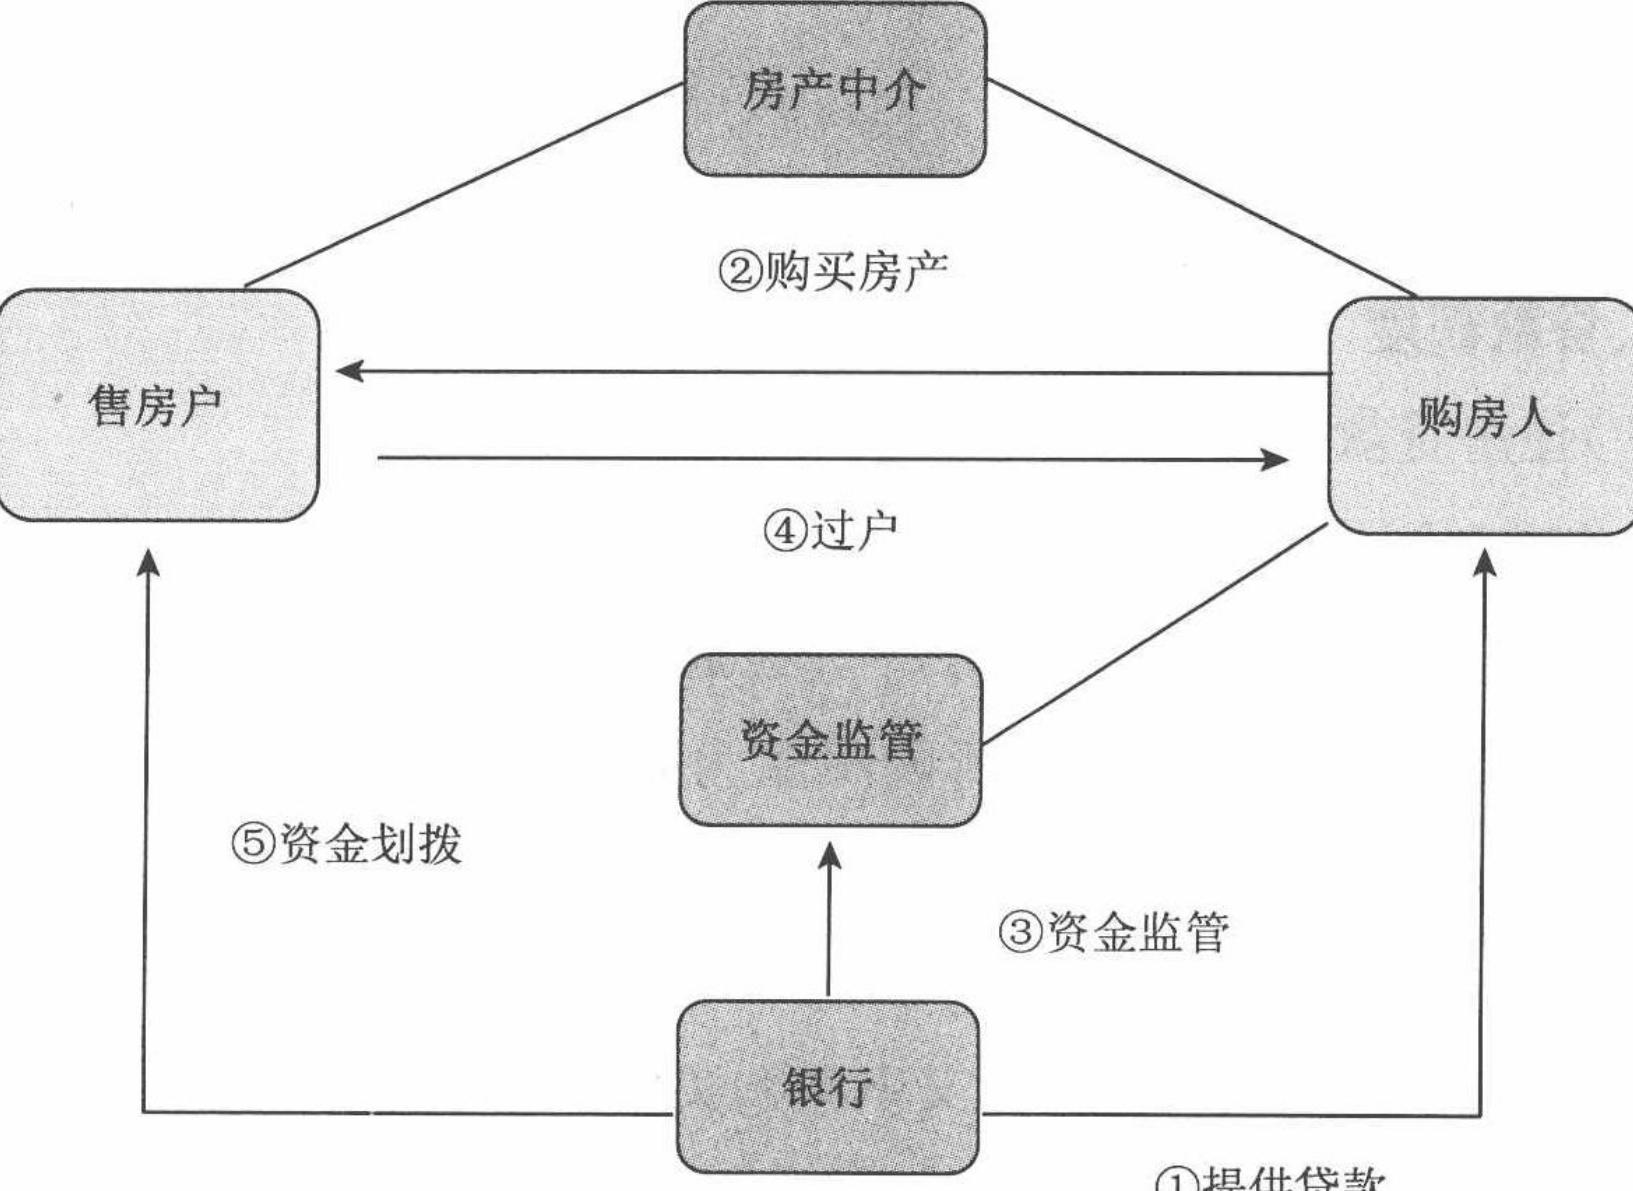 房产中介
②购买房产
售房户
购房人
④过户
资金监管
⑤资金划拨
③资金监管
银行
①提供贷款